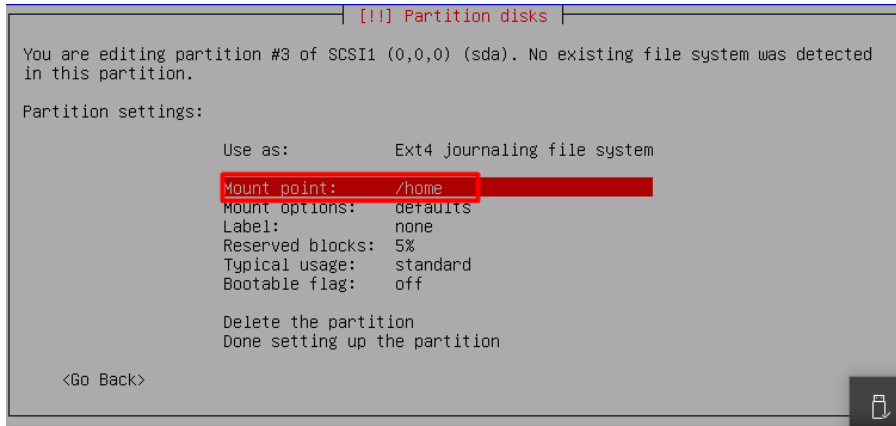 [!!] Partition disks
You are editing partition #3 of SCSI1 (0,0,0) (sda). No existing file system was detected
in this partition.
Partition settings:
Use as: Ext4 journaling file system
Mount point: /home
Mount options: defaults
Label: none
Reserved blocks: 5%
Typical usage: standard
Bootable flag: off
Delete the partition
Done setting up the partition
<Go Back>